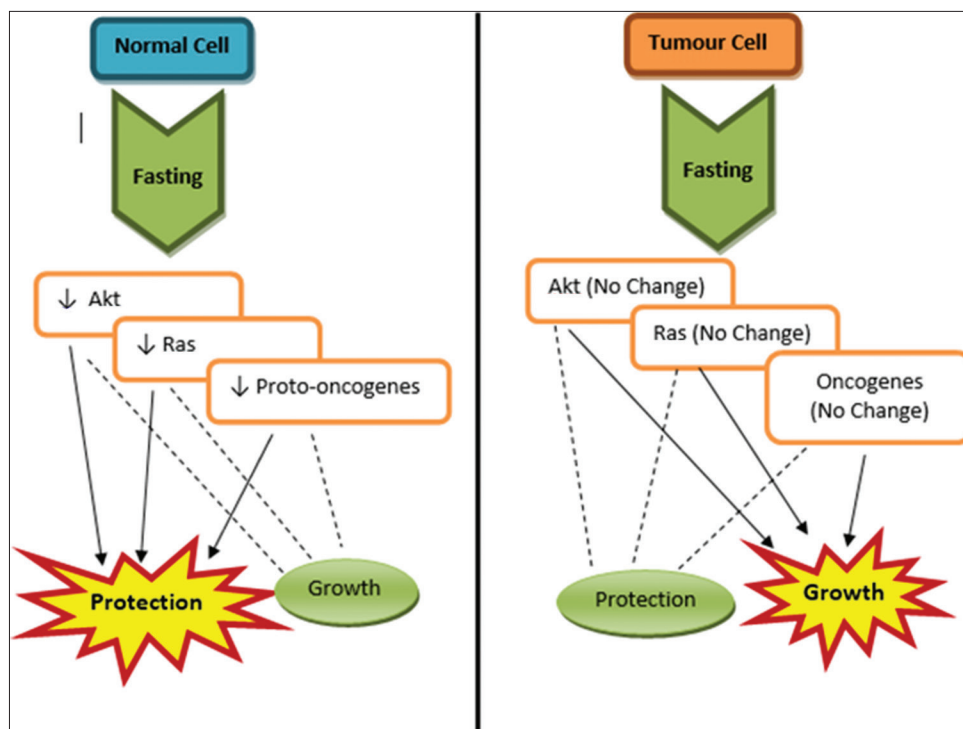 Normal Cell
Fasting
↓ Akt
↓ Ras
↓ Proto-oncogenes
Protection
Growth
Tumour Cell
Fasting
Akt (No Change)
Ras (No Change)
Oncogenes
(No Change)
Protection
Growth